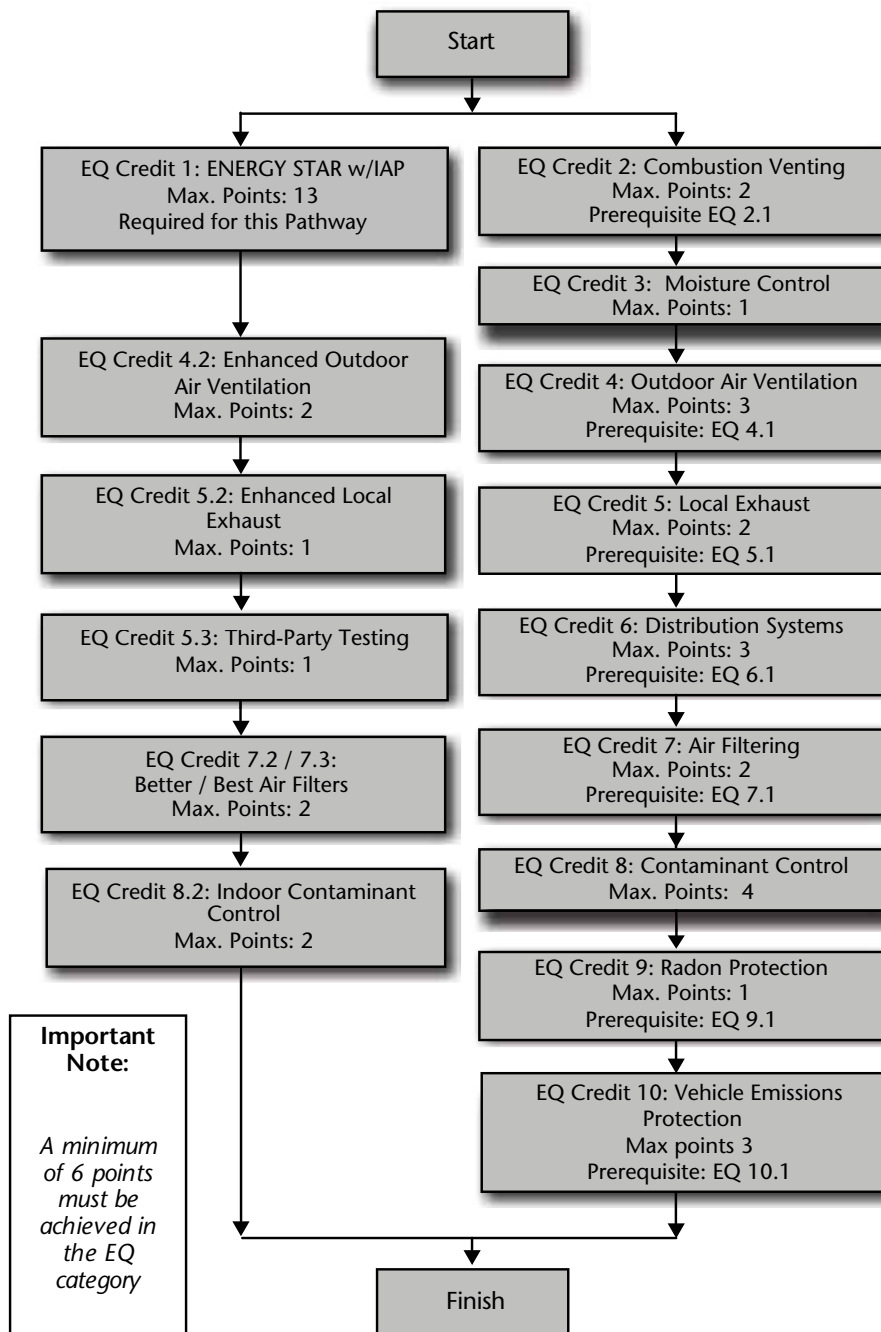 Start
EQ Credit 1: ENERGY STAR w/IAP
Max. Points: 13
Required for this Pathway
EQ Credit 4.2: Enhanced Outdoor
Air Ventilation
Max. Points: 2
EQ Credit 5.2: Enhanced Local
Exhaust
Max. Points: 1
EQ Credit 5.3: Third-Party Testing
Max. Points: 1
EQ Credit 7.2 / 7.3:
Better / Best Air Filters
Max. Points: 2
EQ Credit 8.2: Indoor Contaminant
Control
Max. Points: 2
EQ Credit 2: Combustion Venting
Max. Points: 2
Prerequisite EQ 2.1
EQ Credit 3: Moisture Control
Max. Points: 1
EQ Credit 4: Outdoor Air Ventilation
Max. Points: 3
Prerequisite: EQ 4.1
EQ Credit 5: Local Exhaust
Max. Points: 2
Prerequisite: EQ 5.1
EQ Credit 6: Distribution Systems
Max. Points: 3
Prerequisite: EQ 6.1
EQ Credit 7: Air Filtering
Max. Points: 2
Prerequisite: EQ 7.1
EQ Credit 8: Contaminant Control
Max. Points: 4
EQ Credit 9: Radon Protection
Max. Points: 1
Prerequisite: EQ 9.1
EQ Credit 10: Vehicle Emissions
Protection
Max points 3
Prerequisite: EQ 10.1
Important
Note:
A minimum
of 6 points
must be
achieved in
the EQ
category
Finish